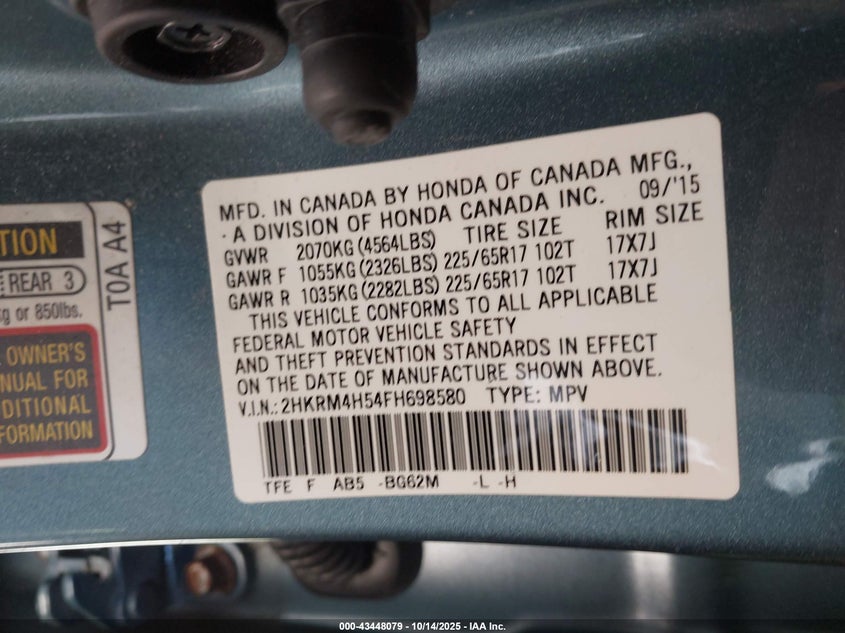 TION
REAR 3
g or 850lbs.
OWNER'S
NUAL FOR
DITIONAL
FORMATION
T0A A4
MFD. IN CANADA BY HONDA OF CANADA MFG.,
A DIVISION OF HONDA CANADA INC. 09/'15
GVWR 2070KG (4564LBS) TIRE SIZE RIM SIZE
GAWR F 1055KG (2326LBS) 225/65R17 102T 17X7J
GAWR R 1035KG (2282LBS) 225/65R17 102T 17X7J
THIS VEHICLE CONFORMS TO ALL APPLICABLE
FEDERAL MOTOR VEHICLE SAFETY
AND THEFT PREVENTION STANDARDS IN EFFECT
ON THE DATE OF MANUFACTURE SHOWN ABOVE.
V.I.N.: 2HKRM4H54FH698580 TYPE: MPV
TFE F AB5 -BG62M -L -H
000-43448079 - 10/14/2025 - IAA Inc.